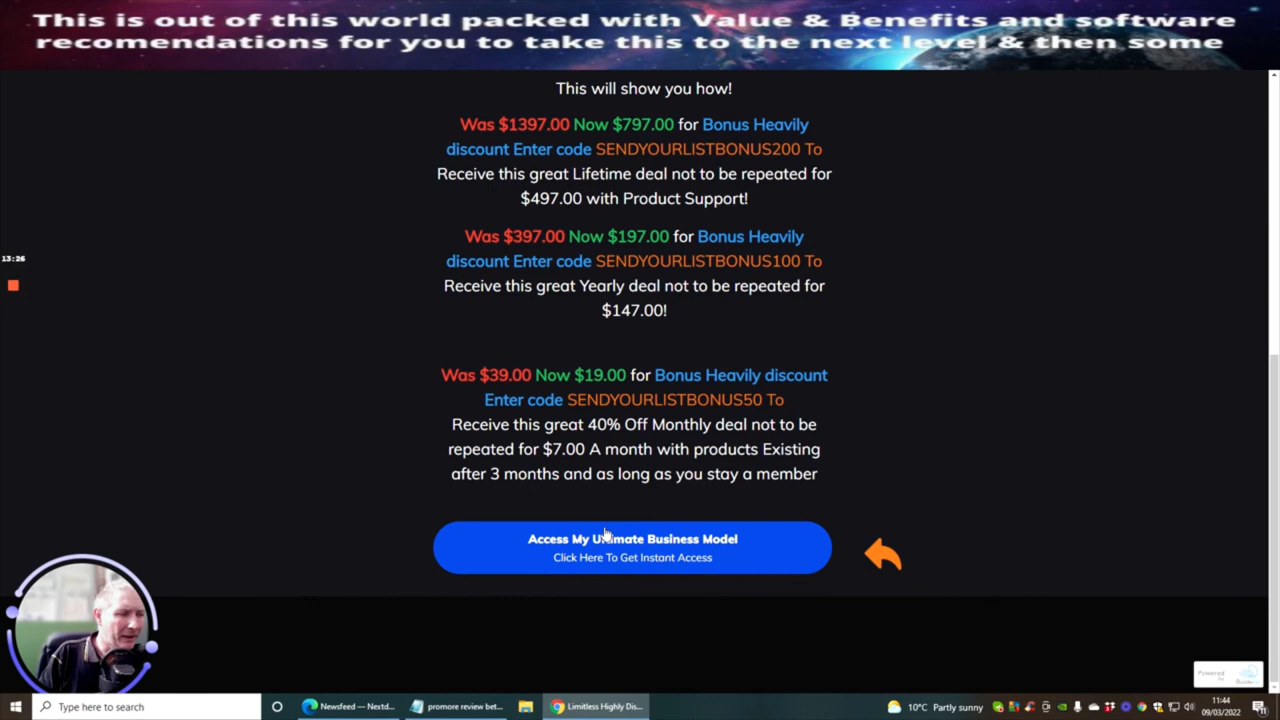 This is out of this world packed with Value & Benefits and software
recomendations for you to take this to the next level & then some
This will show you how!
Was $1397.00 Now $797.00 for Bonus Heavily
discount Enter code SENDYOURLISTBONUS200 To
Receive this great Lifetime deal not to be repeated for
$497.00 with Product Support!
Was $397.00 Now $197.00 for Bonus Heavily
discount Enter code SENDYOURLISTBONUS100 To
Receive this great Yearly deal not to be repeated for
$147.00!
13:26
Was $39.00 Now $19.00 for Bonus Heavily discount
Enter code SENDYOURLISTBONUS50 To
Receive this great 40% Off Monthly deal not to be
repeated for $7.00 A month with products Existing
after 3 months and as long as you stay a member
Access My Ultimate Business Model
Click Here To Get Instant Access
Powered
by
Type here to search
Newsfeed — Nextd...
promore review bet...
Limitless Highly Dis...
10°C Partly sunny
11:44
09/03/2022